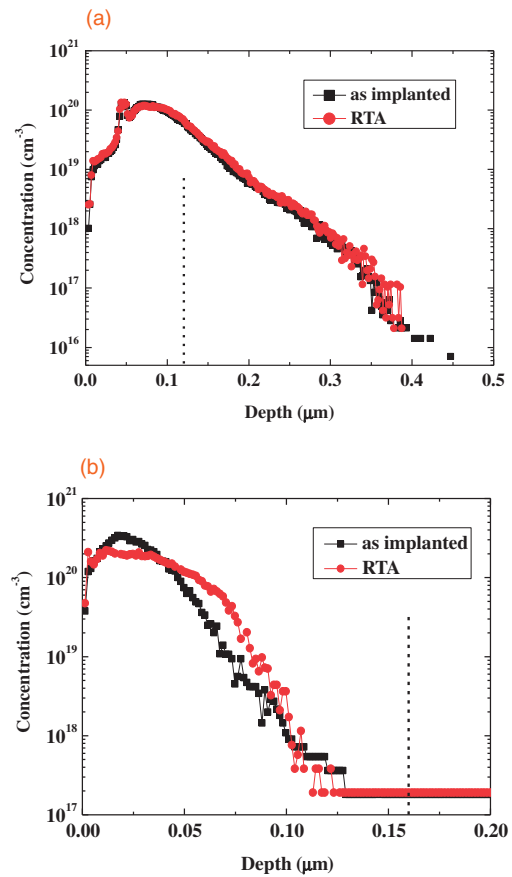 (a)
10^21
10^20
10^19
10^18
10^17
10^16
Concentration (cm^-3)
as implanted
RTA
0.0 0.1 0.2 0.3 0.4 0.5
Depth (μm)
(b)
10^21
10^20
10^19
10^18
10^17
Concentration (cm^-3)
as implanted
RTA
0.00 0.05 0.10 0.15 0.20
Depth (μm)